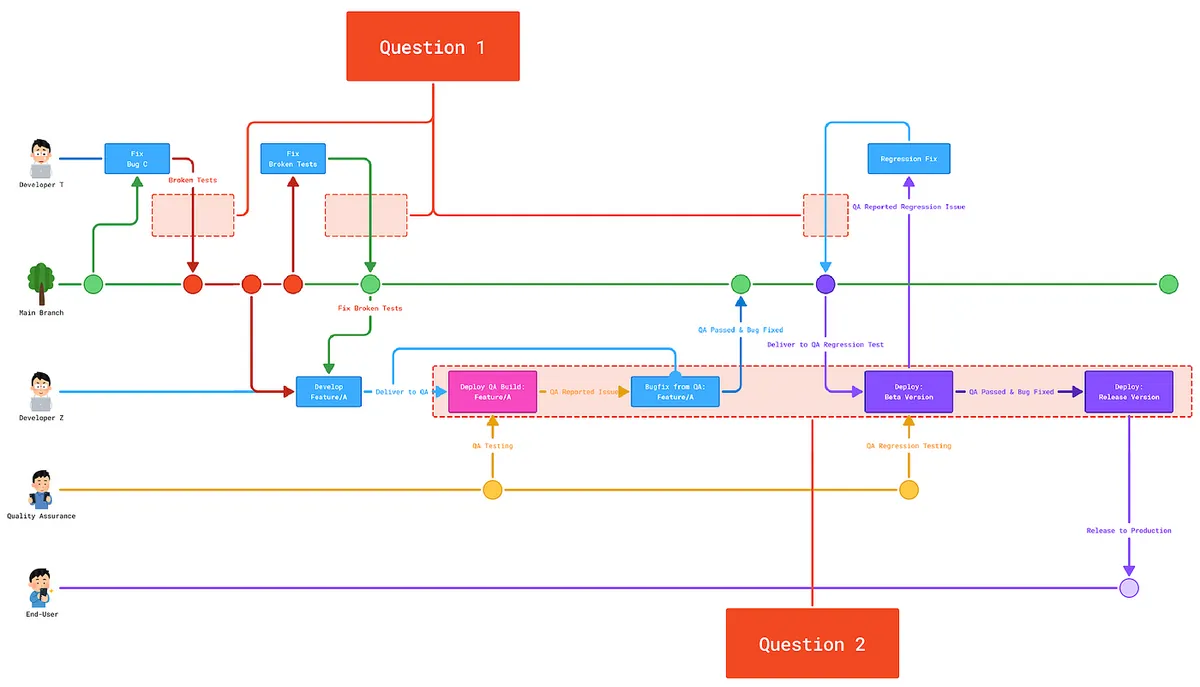 Question 1
Fix
Bug C
Fix
Broken Tests
Regression Fix
Broken Tests
Developer T
QA Reported Regression Issue
Main Branch
Fix Broken Tests
QA Passed & Bug Fixed
Deliver to QA Regression Test
Develop
Feature/A
Deliver to QA
Deploy QA Build:
Feature/A
QA Reported Issue
Bugfix from QA:
Feature/A
Deploy:
Beta Version
QA Passed & Bug Fixed
Deploy:
Release Version
Developer Z
QA Testing
QA Regression Testing
Quality Assurance
Release to Production
End-User
Question 2